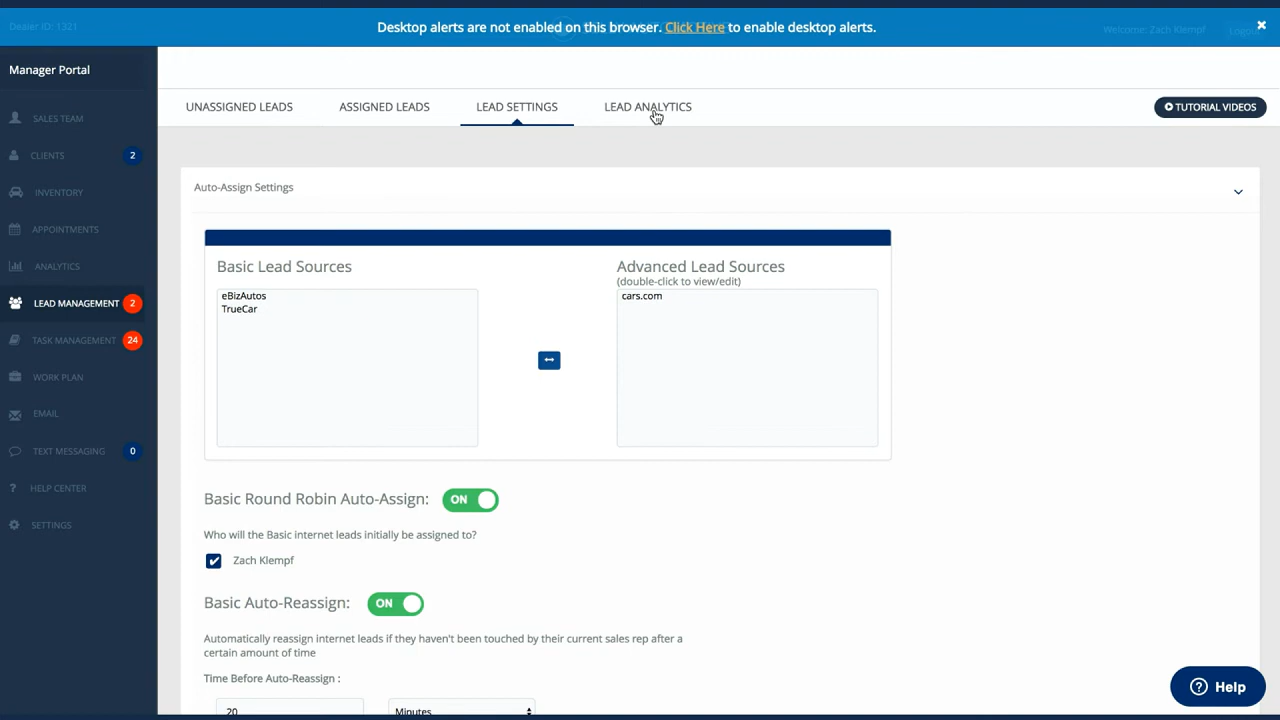 Dealer ID: 1321
Desktop alerts are not enabled on this browser. Click Here to enable desktop alerts.
Welcome: Zach Klempf
Manager Portal
UNASSIGNED LEADS
ASSIGNED LEADS
LEAD SETTINGS
LEAD ANALYTICS
TUTORIAL VIDEOS
SALES TEAM
CLIENTS 2
INVENTORY
APPOINTMENTS
ANALYTICS
LEAD MANAGEMENT 2
TASK MANAGEMENT 24
WORK PLAN
EMAIL
TEXT MESSAGING 0
? HELP CENTER
SETTINGS
Auto-Assign Settings
Basic Lead Sources
eBizAutos
TrueCar
Advanced Lead Sources
(double-click to view/edit)
cars.com
Basic Round Robin Auto-Assign: ON
Who will the Basic internet leads initially be assigned to?
Zach Klempf
Basic Auto-Reassign: ON
Automatically reassign internet leads if they haven't been touched by their current sales rep after a
certain amount of time
Time Before Auto-Reassign :
20 Minutes
? Help